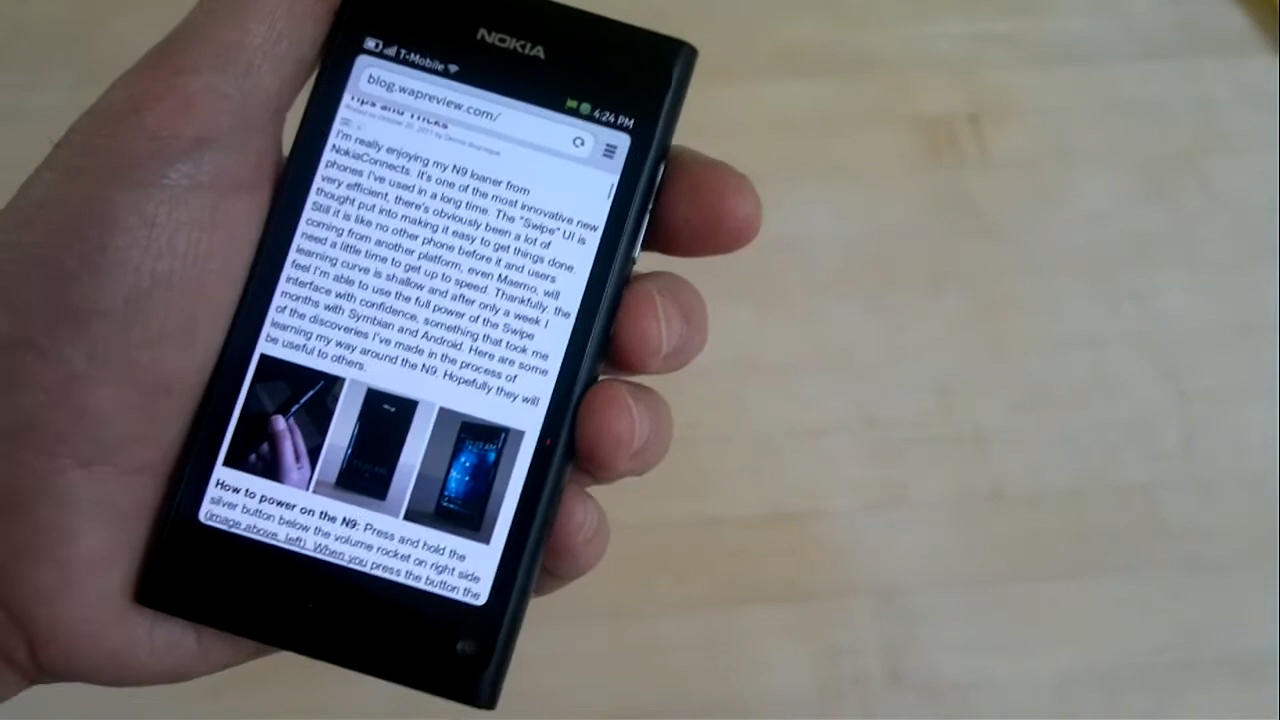 NOKIA
T-Mobile
4:24 PM
blog.wapreview.com/
Tips and Tricks
Posted on October 20, 2011 by Dennis Bournique
I'm really enjoying my N9 loaner from
NokiaConnects. It's one of the most innovative new
phones I've used in a long time. The "Swipe" UI is
very efficient, there's obviously been a lot of
thought put into making it easy to get things done.
Still it is like no other phone before it and users
coming from another platform, even Maemo, will
need a little time to get up to speed. Thankfully, the
learning curve is shallow and after only a week I
feel I'm able to use the full power of the Swipe
interface with confidence, something that took me
months with Symbian and Android. Here are some
of the discoveries I've made in the process of
learning my way around the N9. Hopefully they will
be useful to others.
How to power on the N9: Press and hold the
silver button below the volume rocket on right side
(image above, left). When you press the button the